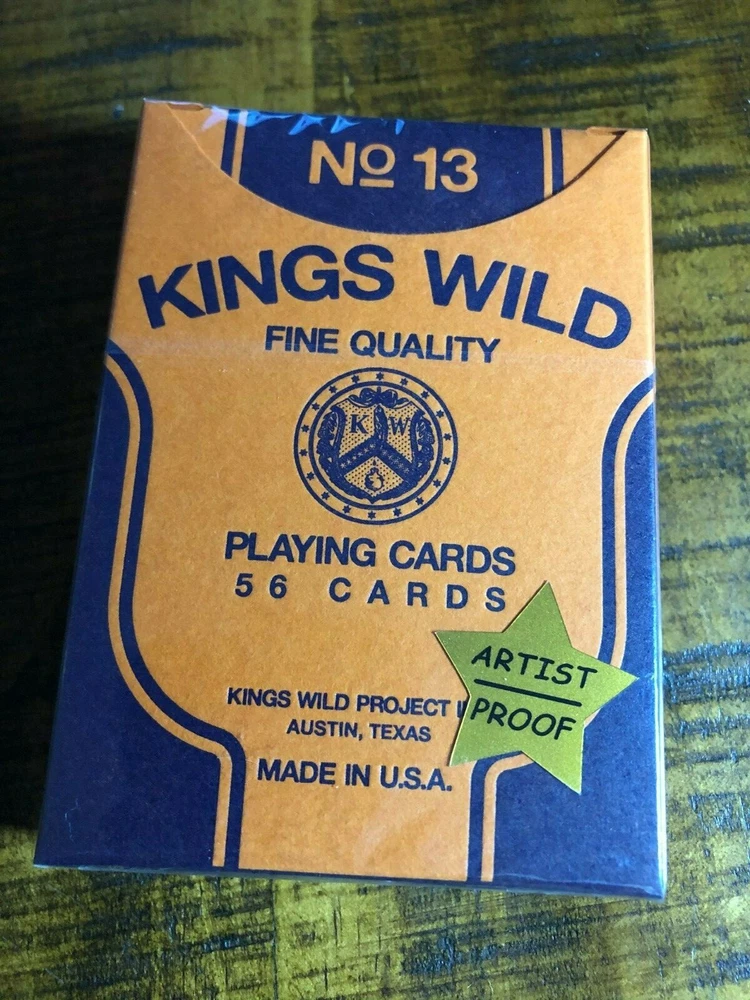 No 13
KINGS WILD
FINE QUALITY
K W
PLAYING CARDS
56 CARDS
ARTIST
PROOF
KINGS WILD PROJECT
AUSTIN, TEXAS
MADE IN U.S.A.